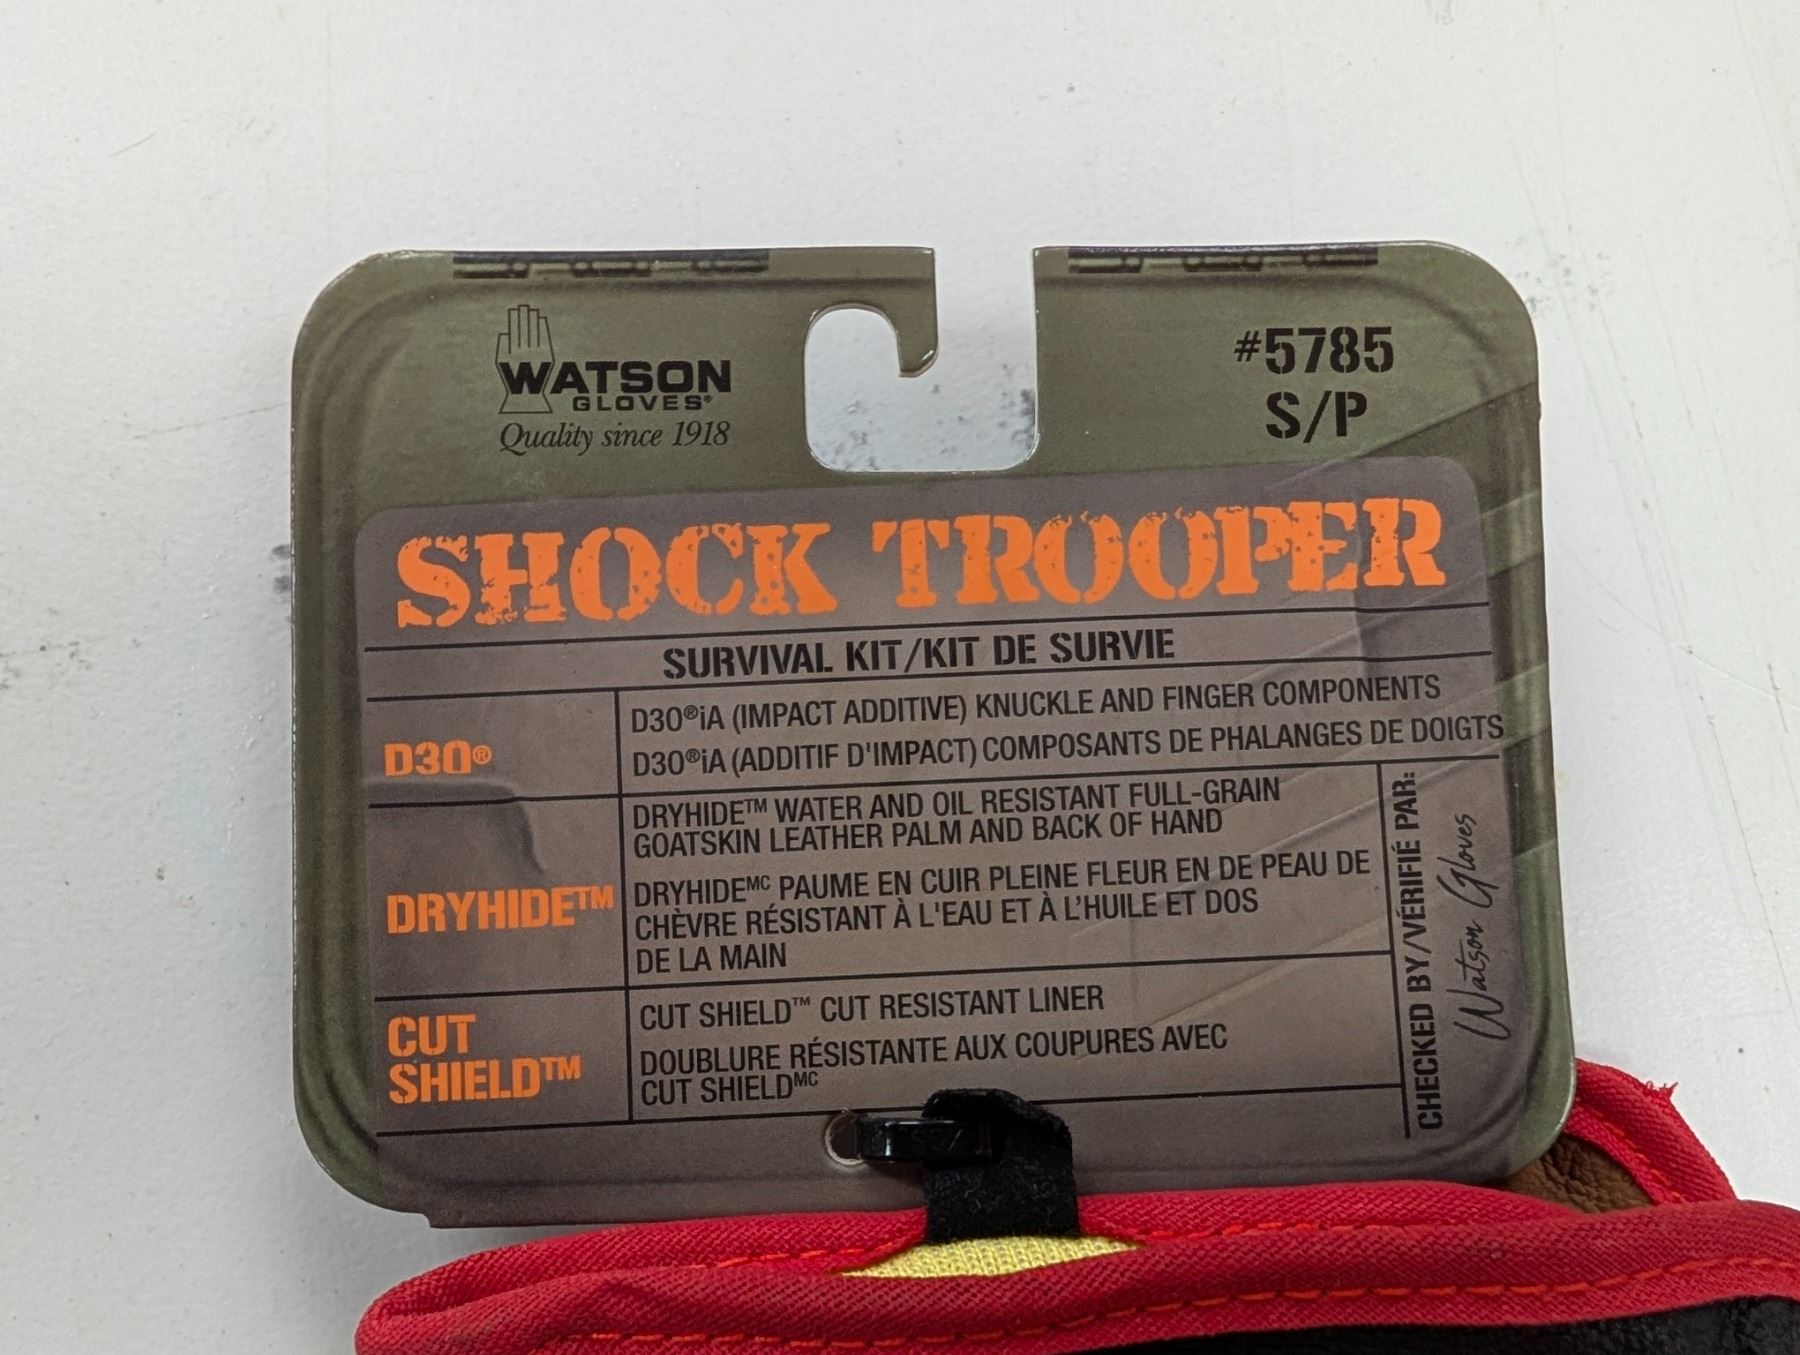 WATSON
GLOVES®
Quality since 1918
#5785
S/P
SHOCK TROOPER
SURVIVAL KIT/KIT DE SURVIE
D3O®
D3O®iA (IMPACT ADDITIVE) KNUCKLE AND FINGER COMPONENTS
D3O®iA (ADDITIF D'IMPACT) COMPOSANTS DE PHALANGES DE DOIGTS
DRYHIDE™
DRYHIDE™ WATER AND OIL RESISTANT FULL-GRAIN
GOATSKIN LEATHER PALM AND BACK OF HAND
DRYHIDEMC PAUME EN CUIR PLEINE FLEUR EN DE PEAU DE
CHÈVRE RÉSISTANT À L'EAU ET À L'HUILE ET DOS
DE LA MAIN
CUT
SHIELD™
CUT SHIELD™ CUT RESISTANT LINER
DOUBLURE RÉSISTANTE AUX COUPURES AVEC
CUT SHIELDMC
CHECKED BY/VÉRIFIÉ PAR:
Watson Gloves